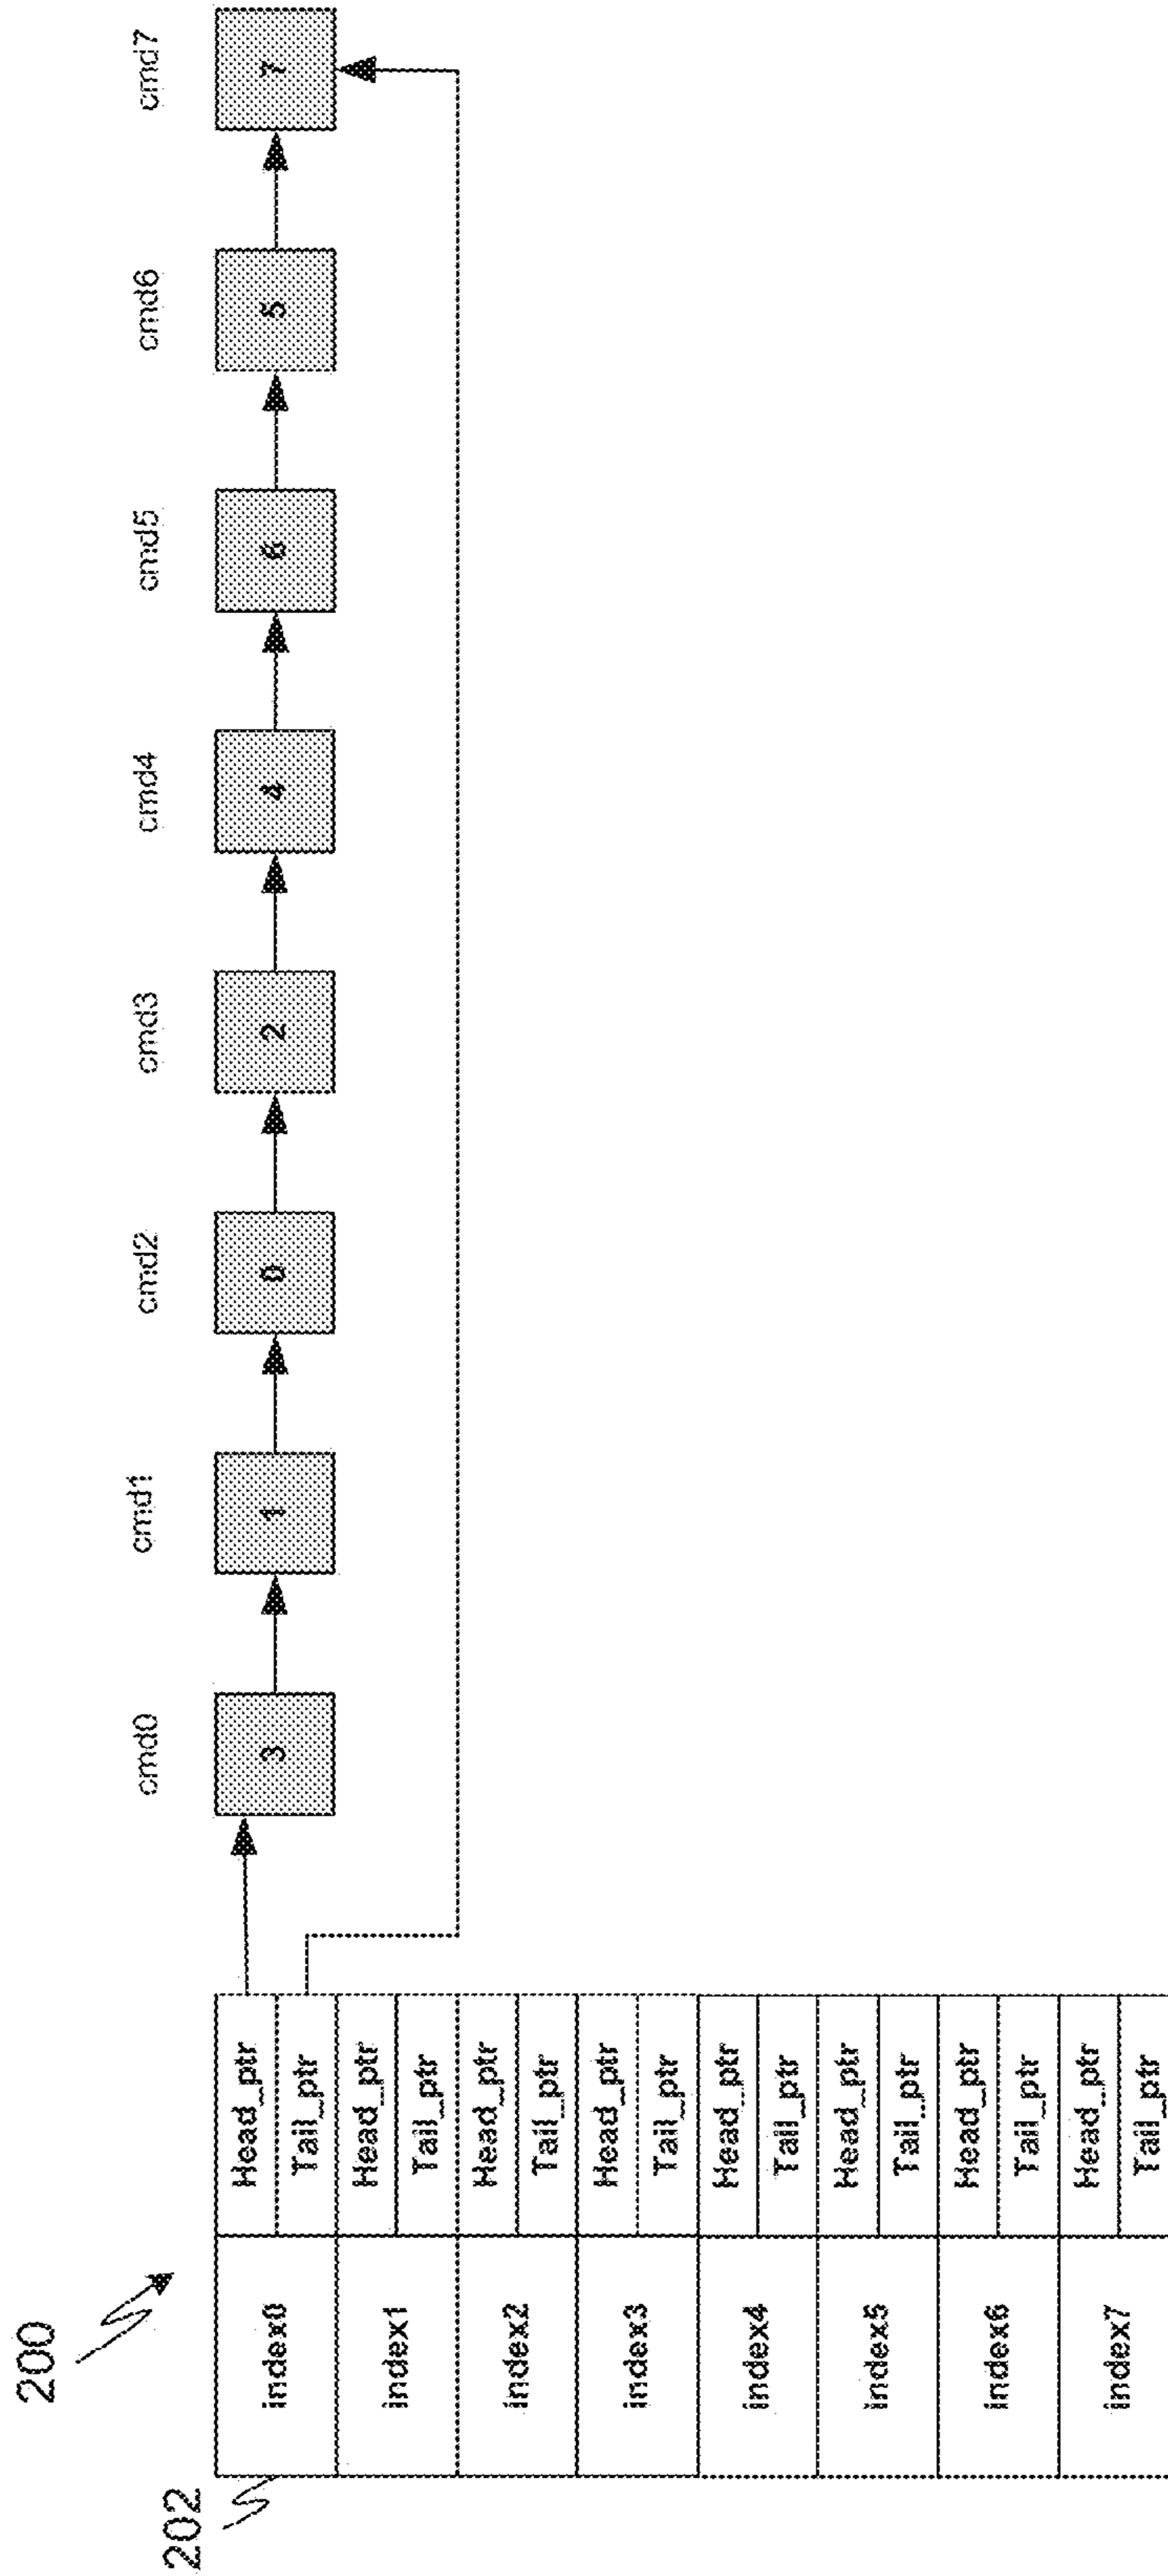 200
202
cmd0 cmd1 cmd2 cmd3 cmd4 cmd5 cmd6 cmd7
3 1 0 2 4 6 5 7
index0
Head_ptr
Tail_ptr
index1
Head_ptr
Tail_ptr
index2
Head_ptr
Tail_ptr
index3
Head_ptr
Tail_ptr
index4
Head_ptr
Tail_ptr
index5
Head_ptr
Tail_ptr
index6
Head_ptr
Tail_ptr
index7
Head_ptr
Tail_ptr